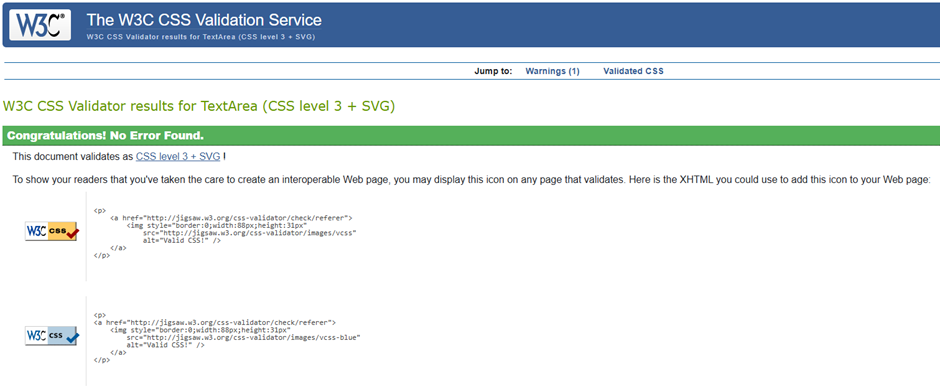 W3C®
The W3C CSS Validation Service
W3C CSS Validator results for TextArea (CSS level 3 + SVG)
Jump to: Warnings (1) Validated CSS
W3C CSS Validator results for TextArea (CSS level 3 + SVG)
Congratulations! No Error Found.
This document validates as CSS level 3 + SVG !
To show your readers that you've taken the care to create an interoperable Web page, you may display this icon on any page that validates. Here is the XHTML you could use to add this icon to your Web page:
W3C css
<p>
<a href="http://jigsaw.w3.org/css-validator/check/referer">
<img style="border:0;width:88px;height:31px"
src="http://jigsaw.w3.org/css-validator/images/vcss"
alt="Valid CSS!" />
</a>
</p>
W3C css
<p>
<a href="http://jigsaw.w3.org/css-validator/check/referer">
<img style="border:0;width:88px;height:31px"
src="http://jigsaw.w3.org/css-validator/images/vcss-blue"
alt="Valid CSS!" />
</a>
</p>